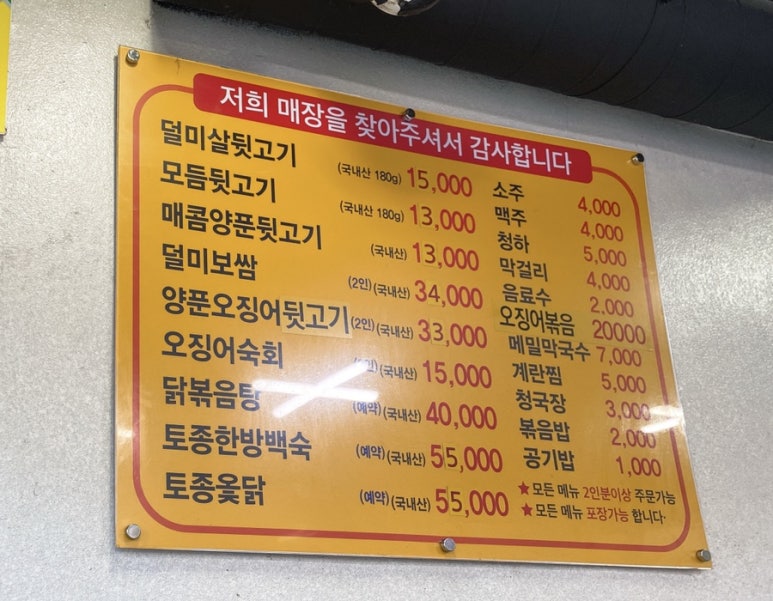 저희 매장을 찾아주셔서 감사합니다
덜미살뒷고기 (국내산 180g) 15,000
모듬뒷고기 (국내산 180g) 13,000
매콤양푼뒷고기 (국내산) 13,000
덜미보쌈 (2인) (국내산) 34,000
양푼오징어뒷고기 (2인) (국내산) 33,000
오징어숙회 (국내산) 15,000
닭볶음탕 (예약) (국내산) 40,000
토종한방백숙 (예약) (국내산) 55,000
토종옻닭 (예약) (국내산) 55,000
소주 4,000
맥주 4,000
청하 5,000
막걸리 4,000
음료수 2,000
오징어볶음 20000
메밀막국수 7,000
계란찜 5,000
청국장 3,000
볶음밥 2,000
공기밥 1,000
★모든 메뉴 2인분이상 주문가능
★모든 메뉴 포장가능 합니다.